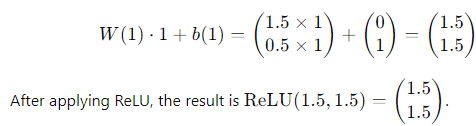 W(1) · 1 + b(1) = (1.5 × 1 0.5 × 1) + (0 1) = (1.5 1.5)
After applying ReLU, the result is ReLU(1.5, 1.5) = (1.5 1.5).